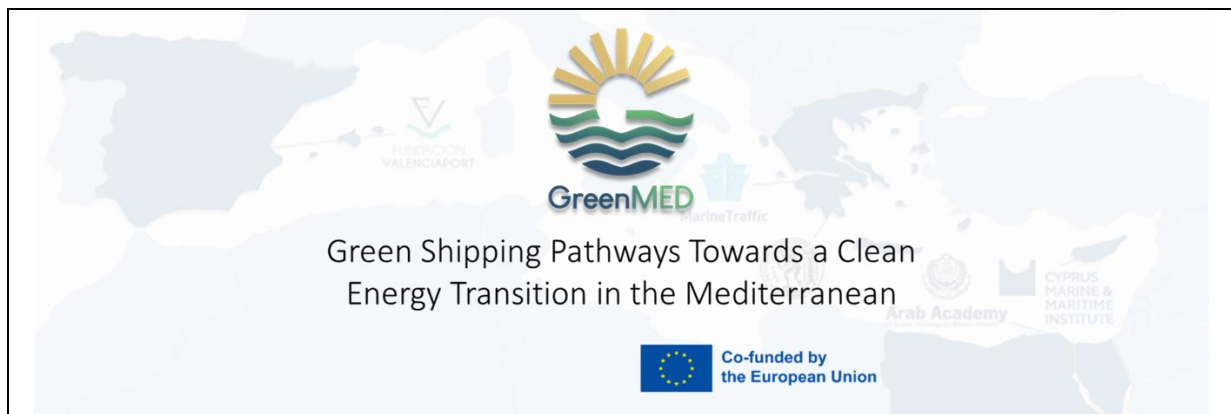 FUNDACIÓN
VALENCIAPORT
GreenMED
MarineTraffic
Green Shipping Pathways Towards a Clean
Energy Transition in the Mediterranean
Arab Academy
CYPRUS
MARINE &
MARITIME
INSTITUTE
Co-funded by
the European Union